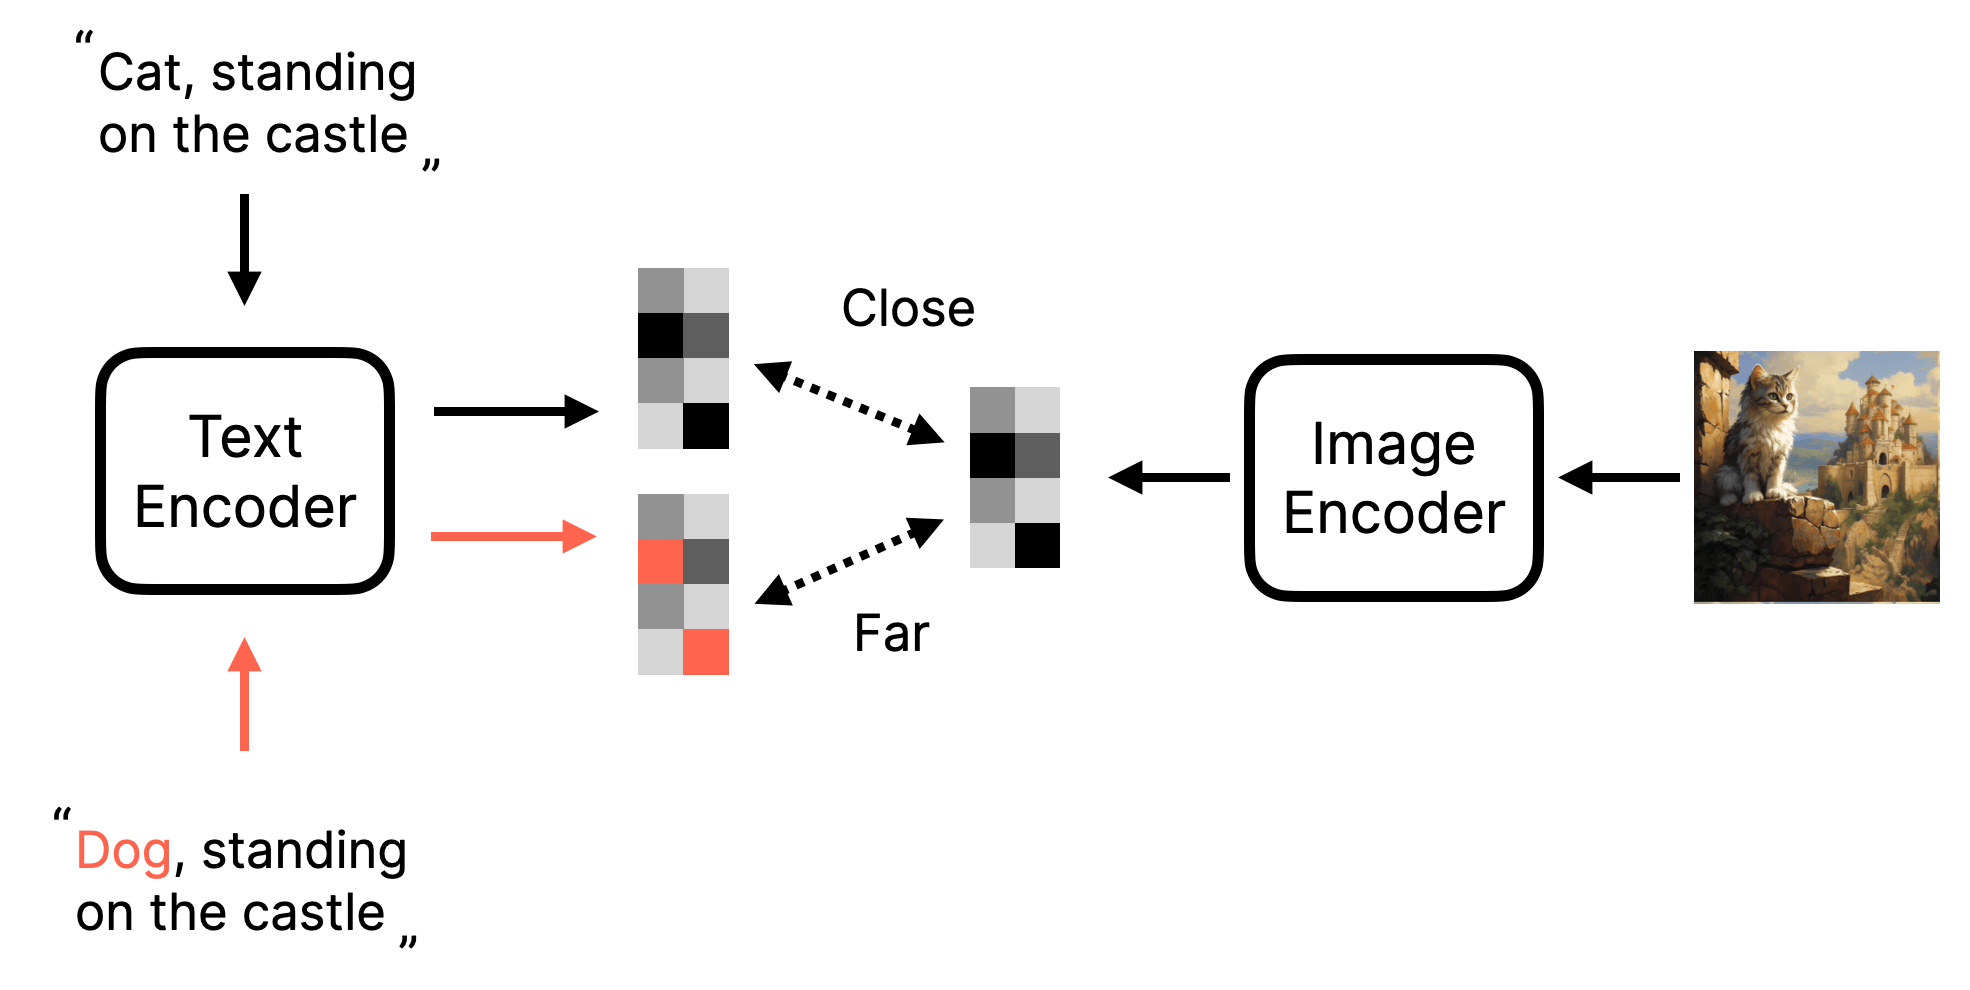 “Cat, standing
on the castle„
Close
Text
Encoder
Image
Encoder
Far
“Dog, standing
on the castle„